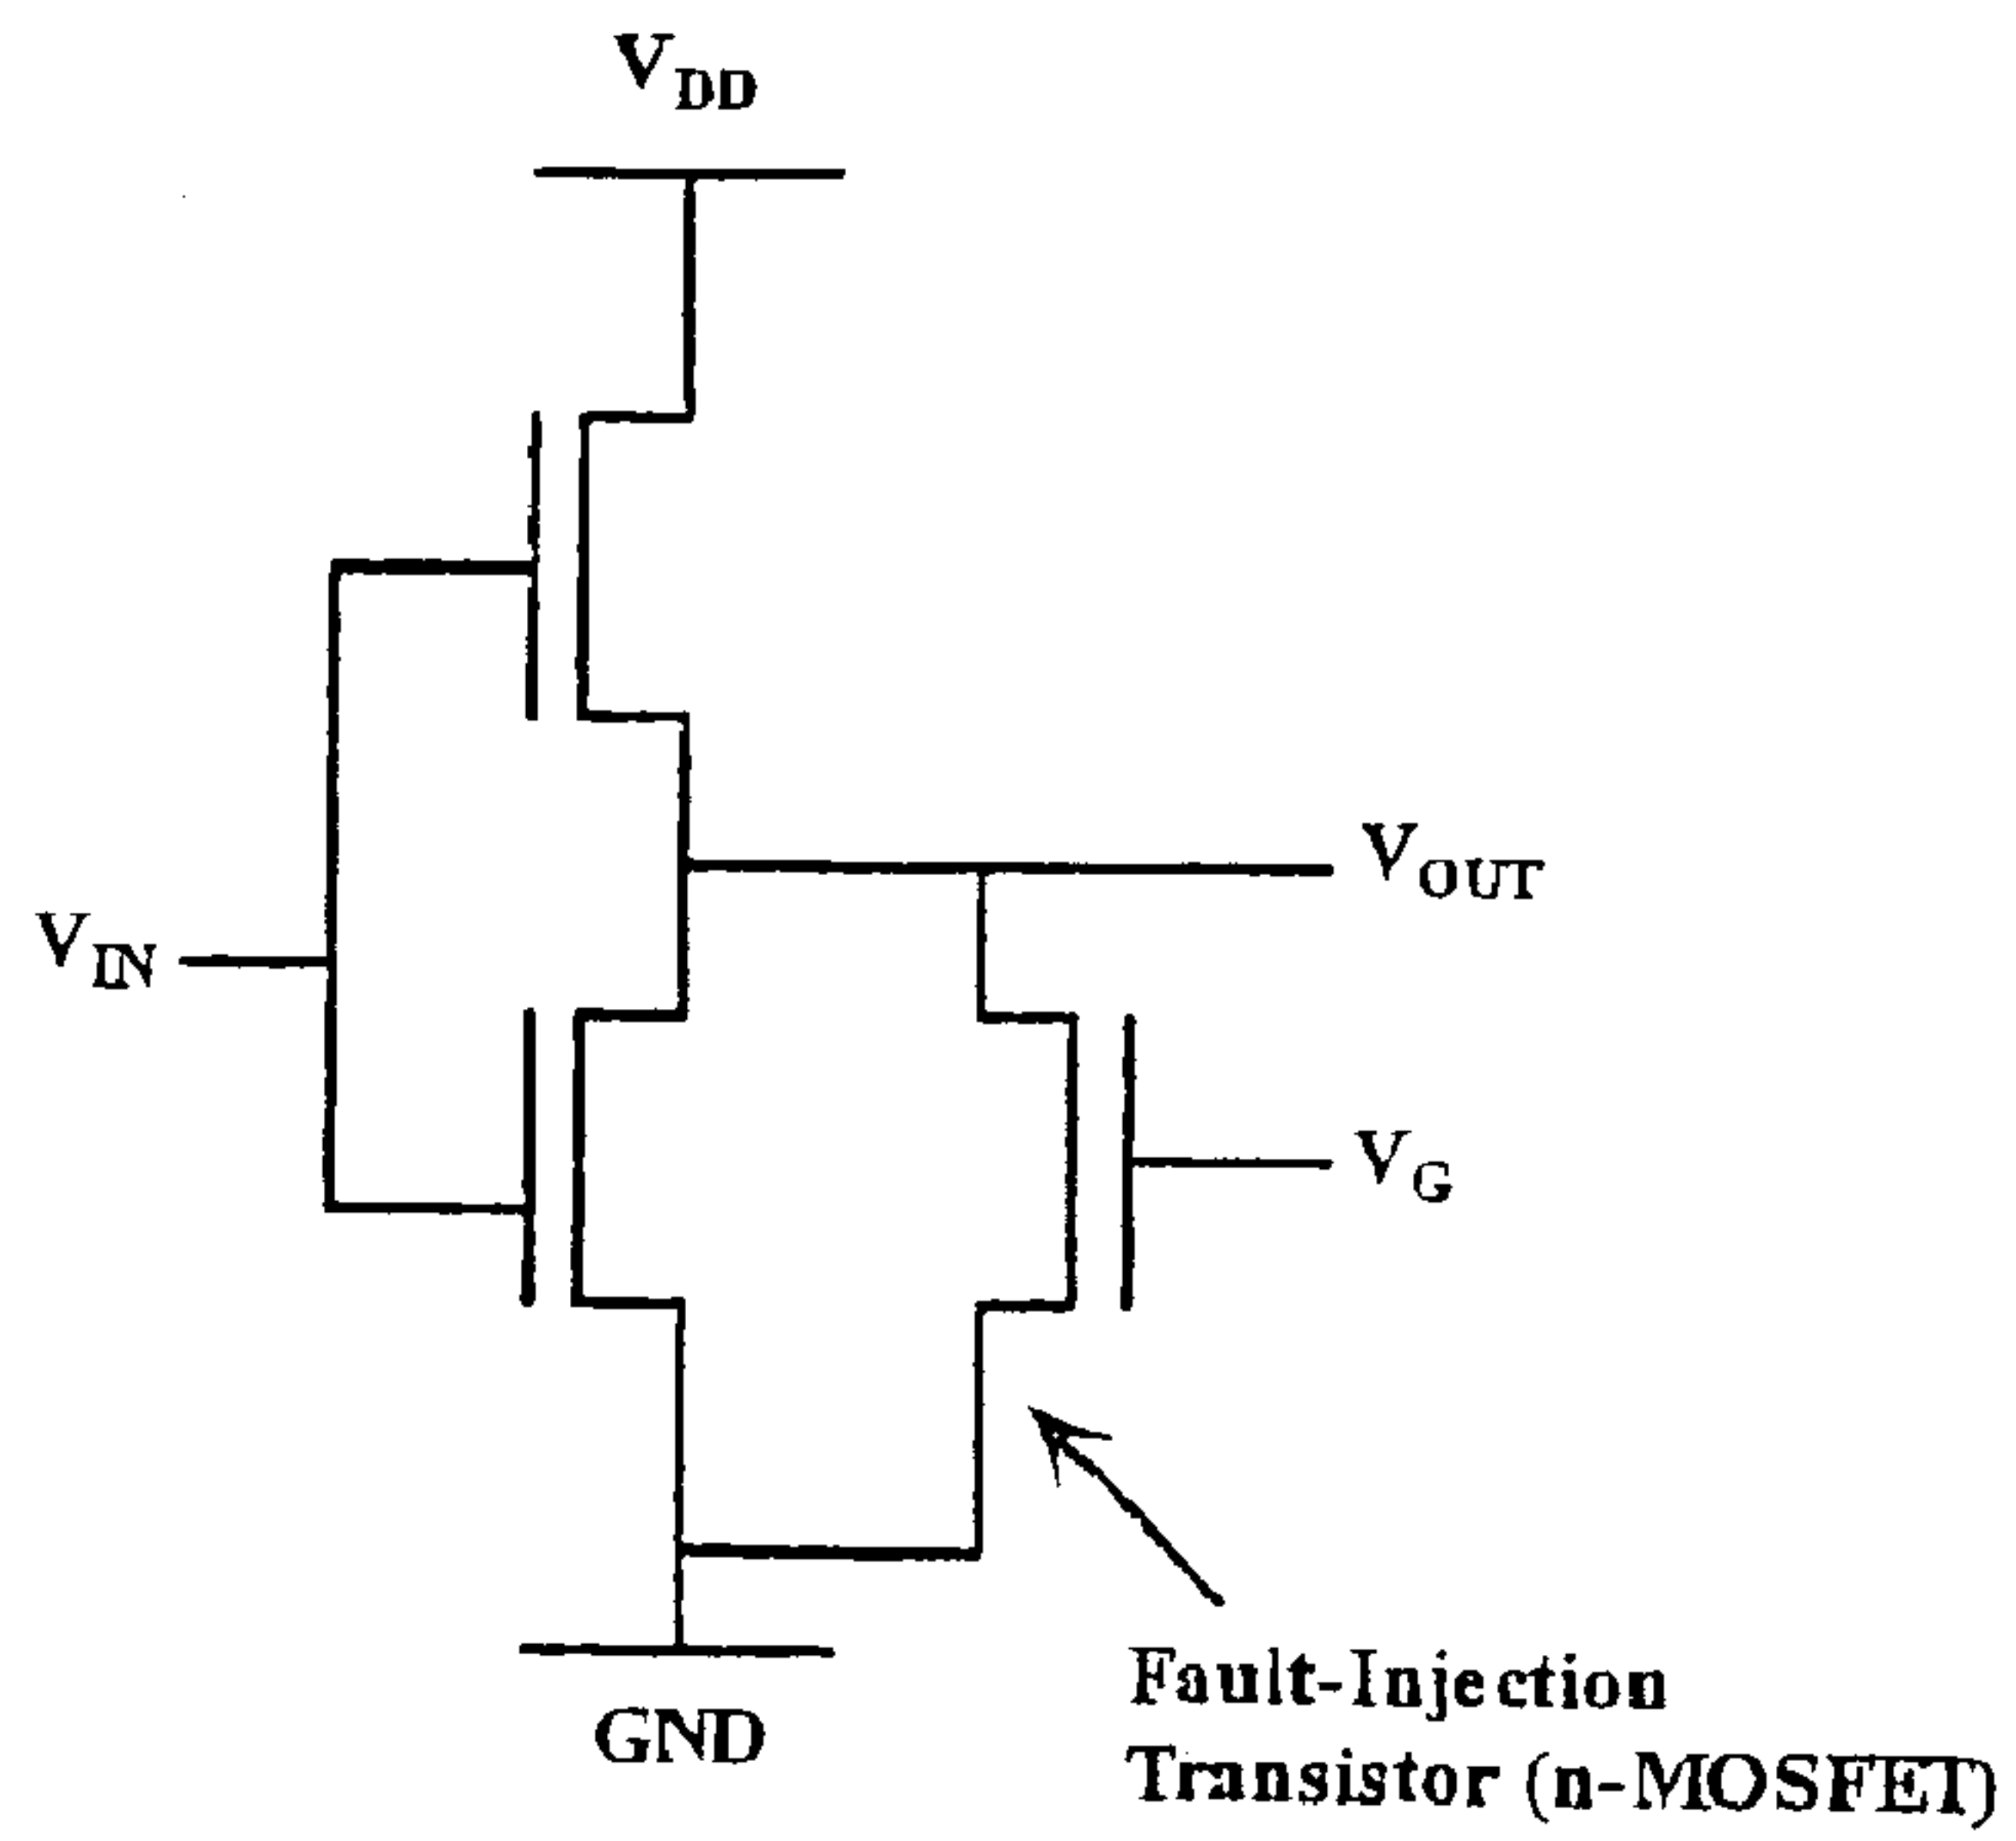 VDD
VOUT
VIN
VG
GND
Fault-Injection
Transistor (n-MOSFET)